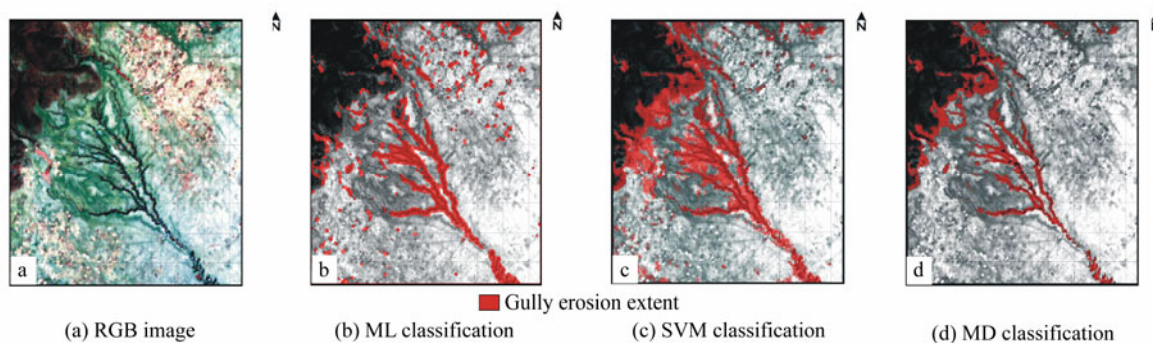 N
N
N
a
b
c
d
Gully erosion extent
(a) RGB image
(b) ML classification
(c) SVM classification
(d) MD classification